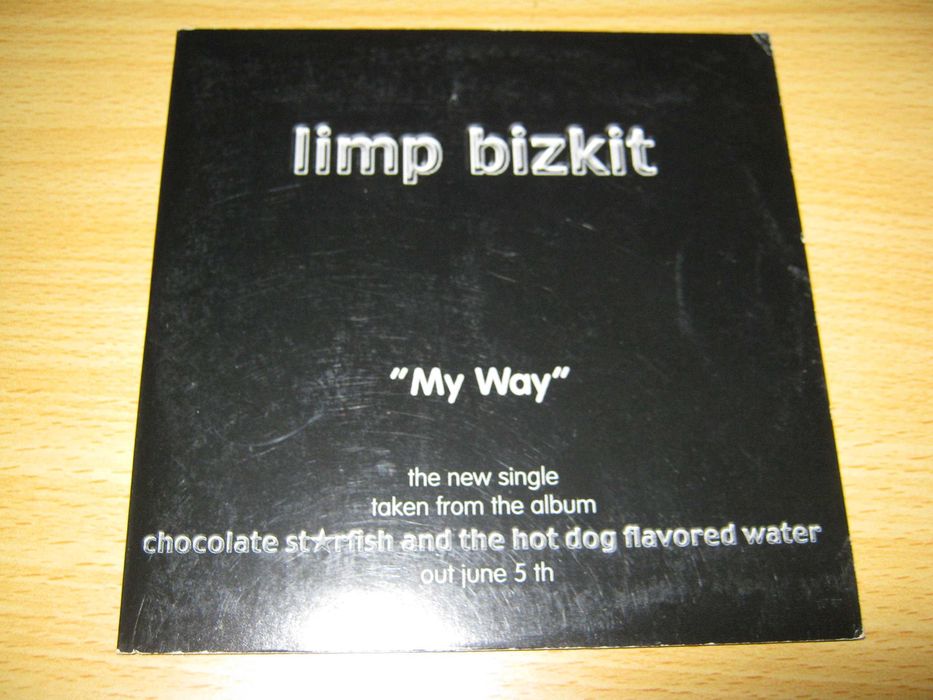 limp bizkit
"My Way"
the new single
taken from the album
chocolate st☆rfish and the hot dog flavored water
out june 5 th